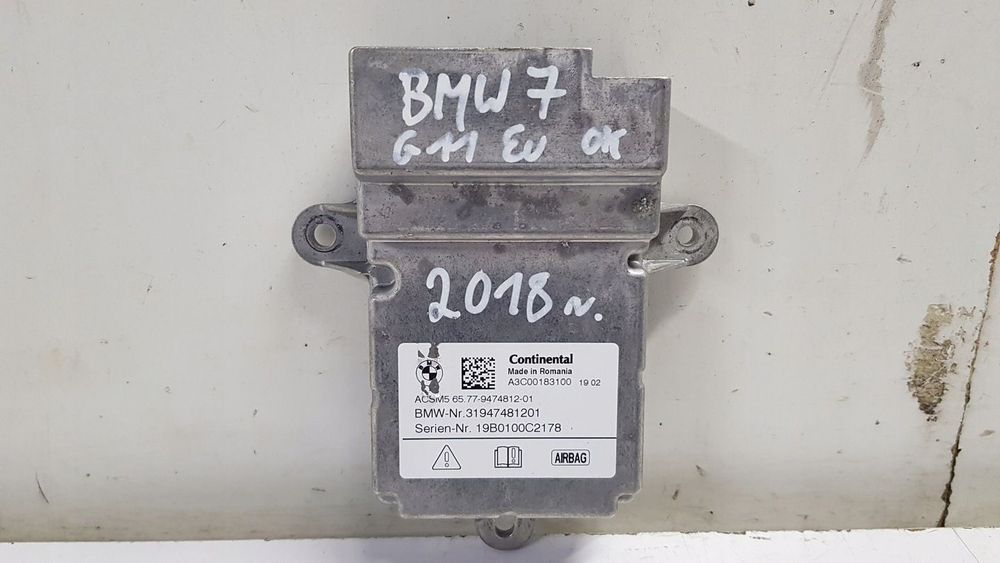 BMW 7
G11 EU OK
2018 r.
BMW
Continental
Made in Romania
A3C00183100 19 02
ACSM5 65.77-9474812-01
BMW-Nr.31947481201
Serien-Nr. 19B0100C2178
AIRBAG